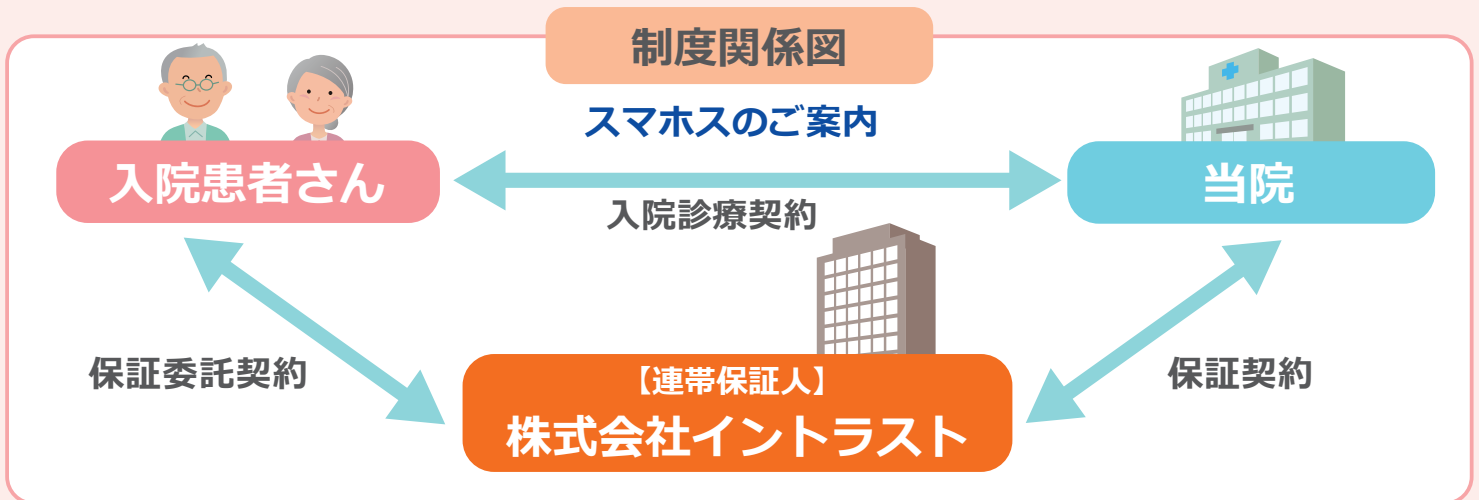 制度関係図
スマホスのご案内
入院患者さん
当院
入院診療契約
保証委託契約
保証契約
【連帯保証人】
株式会社イントラスト